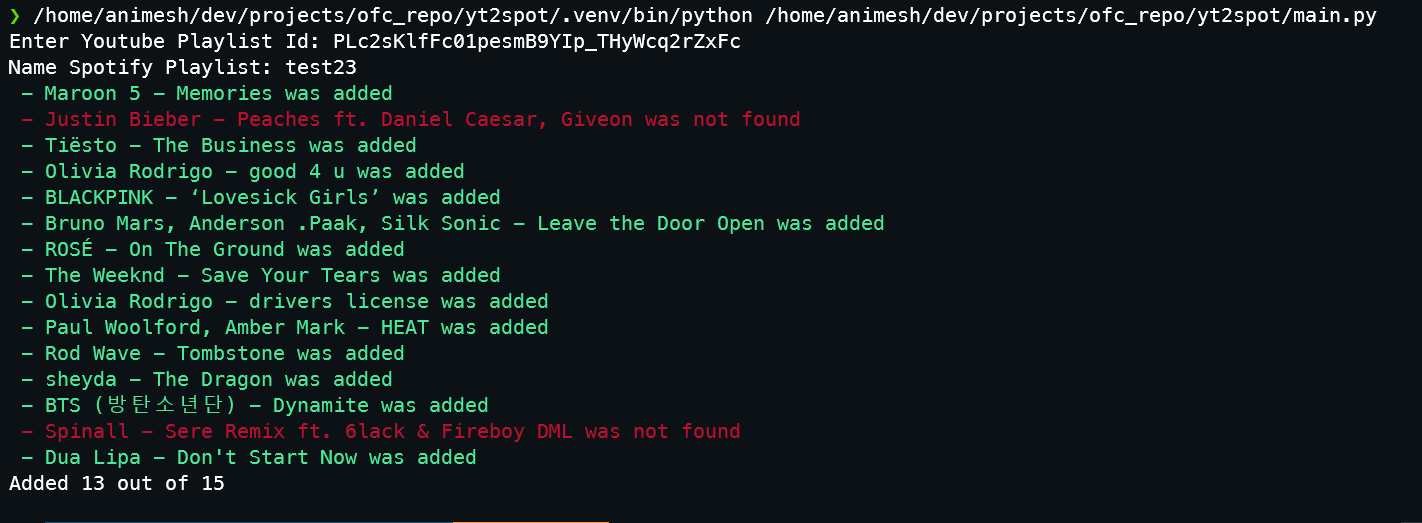 ❯ /home/animesh/dev/projects/ofc_repo/yt2spot/.venv/bin/python /home/animesh/dev/projects/ofc_repo/yt2spot/main.py
Enter Youtube Playlist Id: PLc2sKlfFc01pesmB9YIp_THyWcq2rZxFc
Name Spotify Playlist: test23
 - Maroon 5 - Memories was added
 - Justin Bieber - Peaches ft. Daniel Caesar, Giveon was not found
 - Tiësto - The Business was added
 - Olivia Rodrigo - good 4 u was added
 - BLACKPINK - ‘Lovesick Girls’ was added
 - Bruno Mars, Anderson .Paak, Silk Sonic - Leave the Door Open was added
 - ROSÉ - On The Ground was added
 - The Weeknd - Save Your Tears was added
 - Olivia Rodrigo - drivers license was added
 - Paul Woolford, Amber Mark - HEAT was added
 - Rod Wave - Tombstone was added
 - sheyda - The Dragon was added
 - BTS (방탄소년단) - Dynamite was added
 - Spinall - Sere Remix ft. 6lack & Fireboy DML was not found
 - Dua Lipa - Don't Start Now was added
Added 13 out of 15